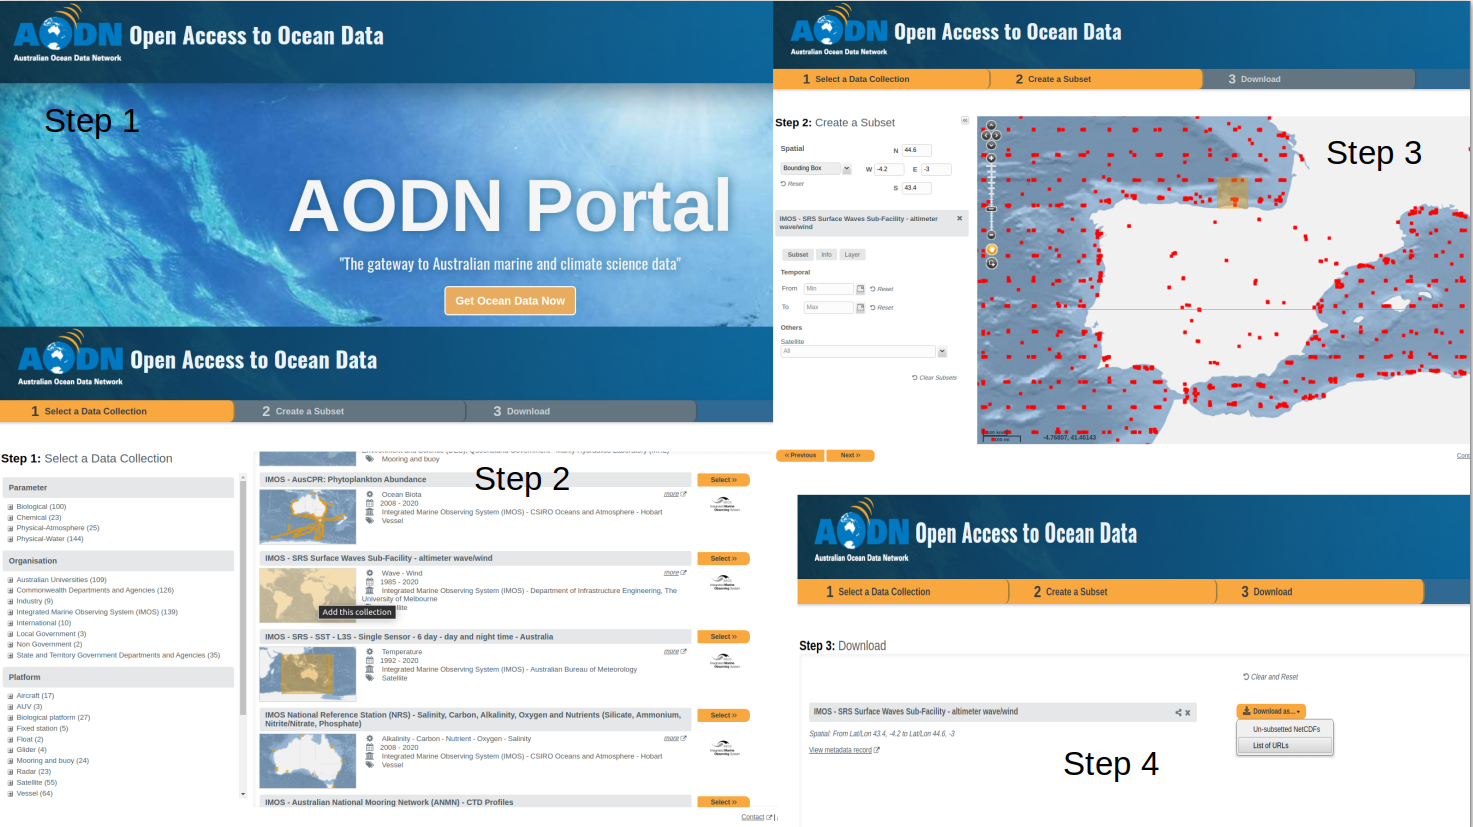 AODN
Australian Ocean Data Network
Open Access to Ocean Data
Step 1
AODN Portal
"The gateway to Australian marine and climate science data"
Get Ocean Data Now
AODN
Australian Ocean Data Network
Open Access to Ocean Data
1 Select a Data Collection
2 Create a Subset
3 Download
Step 1: Select a Data Collection
Parameter
Biological (100)
Chemical (23)
Physical-Atmosphere (25)
Physical-Water (144)
Organisation
Australian Universities (109)
Commonwealth Departments and Agencies (126)
Industry (9)
Integrated Marine Observing System (IMOS) (139)
International (10)
Local Government (3)
Non Government (2)
State and Territory Government Departments and Agencies (35)
Platform
Aircraft (17)
AUV (3)
Biological platform (27)
Fixed station (5)
Float (2)
Glider (4)
Mooring and buoy (24)
Radar (23)
Satellite (55)
Vessel (64)
Mooring and buoy
Step 2
IMOS - AusCPR: Phytoplankton Abundance
Select
Ocean Biota
more
2008 - 2020
Integrated Marine Observing System (IMOS) - CSIRO Oceans and Atmosphere - Hobart
Vessel
IMOS - SRS Surface Waves Sub-Facility - altimeter wave/wind
Select
Wave - Wind
more
1985 - 2020
Integrated Marine Observing System (IMOS) - Department of Infrastructure Engineering, The
University of Melbourne
Add this collection
IMOS - SRS - SST - L3S - Single Sensor - 6 day - day and night time - Australia
Select
Temperature
more
1992 - 2020
Integrated Marine Observing System (IMOS) - Australian Bureau of Meteorology
Satellite
IMOS National Reference Station (NRS) - Salinity, Carbon, Alkalinity, Oxygen and Nutrients (Silicate, Ammonium,
Nitrite/Nitrate, Phosphate)
Select
Alkalinity - Carbon - Nutrient - Oxygen - Salinity
more
2008 - 2020
Integrated Marine Observing System (IMOS) - CSIRO Oceans and Atmosphere - Hobart
Vessel
IMOS - Australian National Mooring Network (ANMN) - CTD Profiles
Select
Contact
AODN
Australian Ocean Data Network
Open Access to Ocean Data
1 Select a Data Collection
2 Create a Subset
3 Download
Step 2: Create a Subset
Spatial
N 44.6
Bounding Box
W -4.2 E -3
Reset
S 43.4
IMOS - SRS Surface Waves Sub-Facility - altimeter
wave/wind
Subset Info Layer
Temporal
From Min Reset
To Max Reset
Others
Satellite
All
Clear Subsets
Step 3
-4.76807, 41.46143
Previous
Next
Cont
AODN
Australian Ocean Data Network
Open Access to Ocean Data
1 Select a Data Collection
2 Create a Subset
3 Download
Step 3: Download
Clear and Reset
IMOS - SRS Surface Waves Sub-Facility - altimeter wave/wind
Download as...
Spatial: From Lat/Lon 43.4, -4.2 to Lat/Lon 44.6, -3
Un-subsetted NetCDFs
View metadata record
List of URLs
Step 4